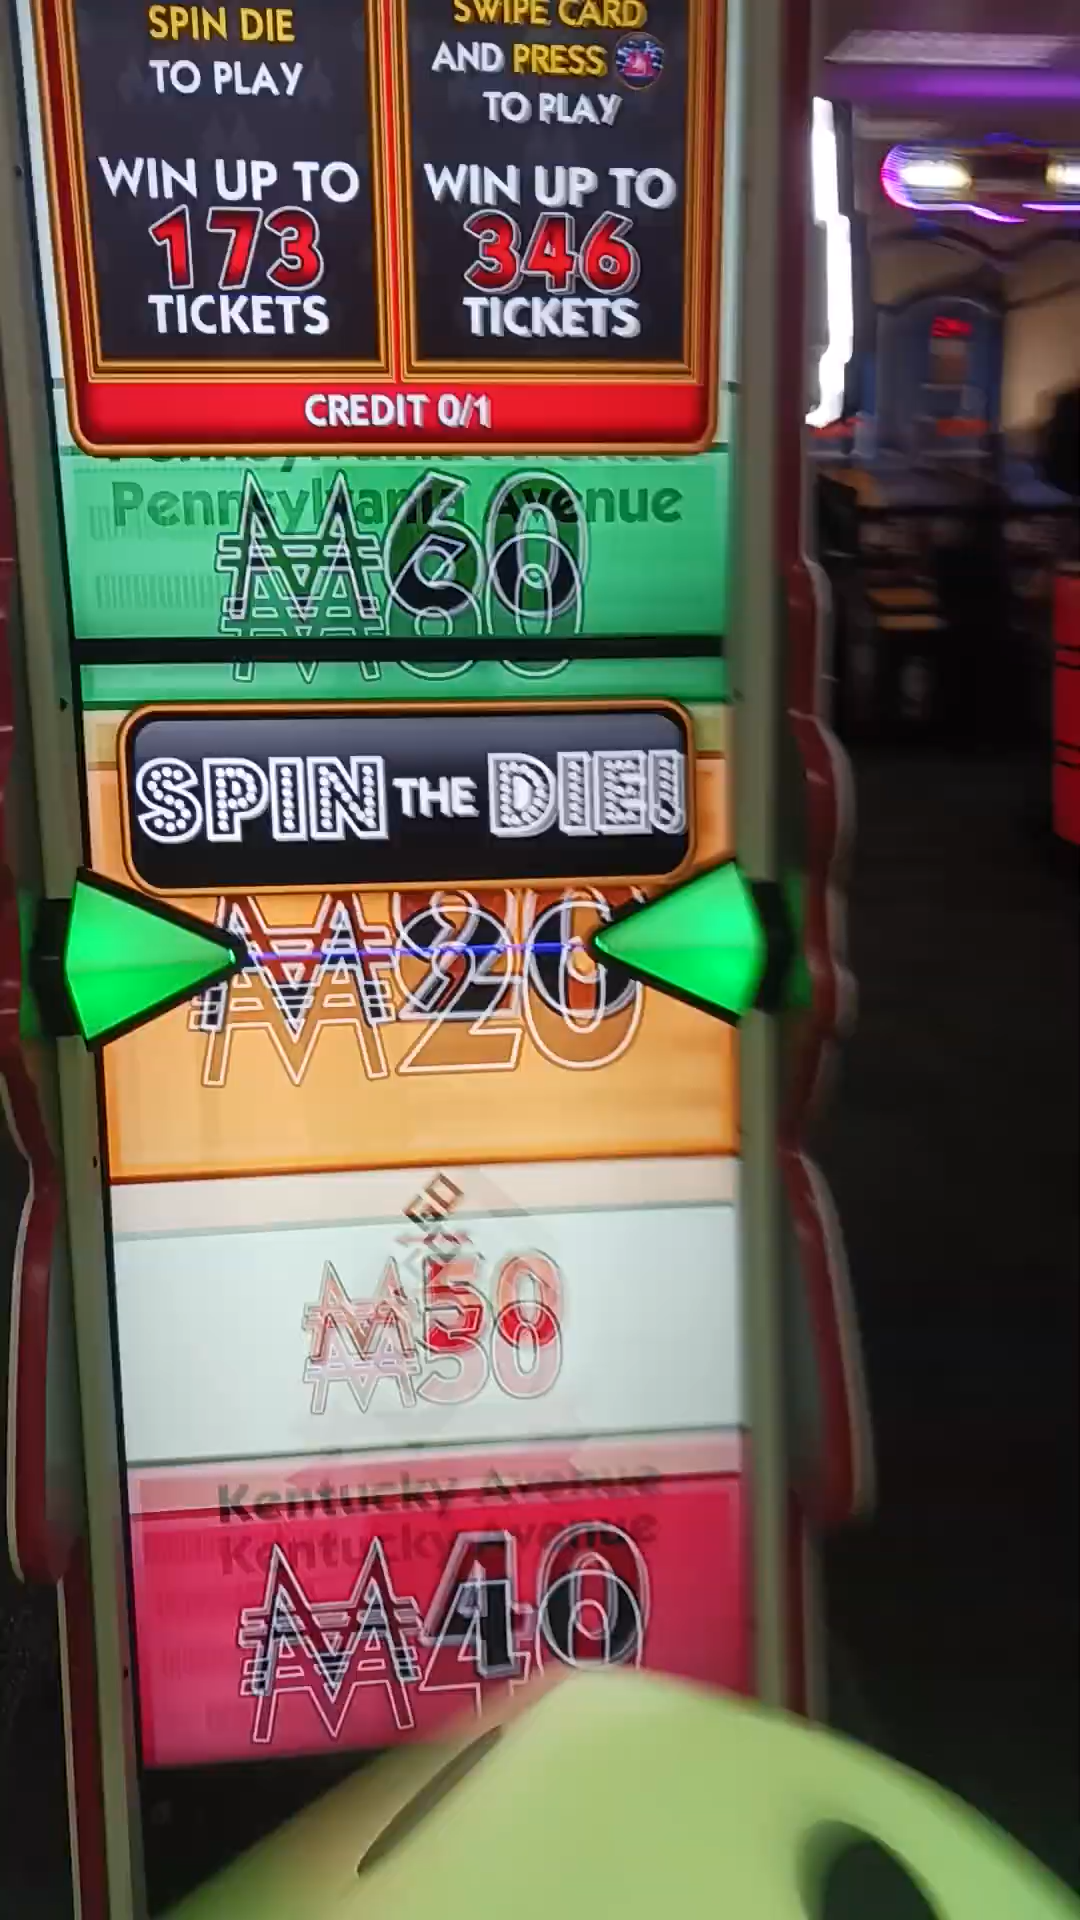 SPIN DIE
TO PLAY
WIN UP TO
173
TICKETS
SWIPE CARD
AND PRESS
TO PLAY
WIN UP TO
346
TICKETS
CREDIT 0/1
Pennsylvania Avenue
₩60
SPIN THE DIE!
₩20
GO
₩50
Kentucky Avenue
₩40